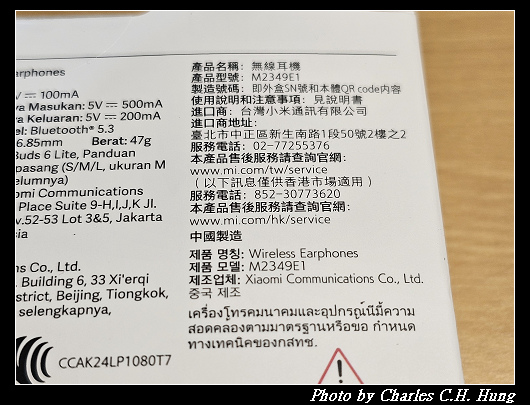 arphones
⎓ 100mA
ya Masukan: 5V ⎓ 500mA
ya Keluaran: 5V ⎓ 200mA
el: Bluetooth® 5.3
6.85mm Berat: 47g
Buds 6 Lite, Panduan
pasang (S/M/L, ukuran M
elumnya)
aomi Communications
Place Suite 9-H,I,J,K Jl.
v.52-53 Lot 3&5, Jakarta
sia
ns Co., Ltd.
Building 6, 33 Xi'erqi
strict, Beijing, Tiongkok,
selengkapnya,
CCAK24LP1080T7
產品名稱: 無線耳機
產品型號: M2349E1
製造號碼: 即外盒SN號和本體QR code内容
使用說明和注意事項: 見說明書
進口商: 台灣小米通訊有限公司
進口商地址:
臺北市中正區新生南路1段50號2樓之2
服務電話: 02-77255376
本產品售後服務請查詢官網:
www.mi.com/tw/service
(以下訊息僅供香港市場適用)
服務電話: 852-30773620
本產品售後服務請查詢官網:
www.mi.com/hk/service
中國製造
제품 명칭: Wireless Earphones
제품 모델: M2349E1
제조업체: Xiaomi Communications Co., Ltd.
중국 제조
เครื่องโทรคมนาคมและอุปกรณ์นี้มีความ
สอดคล้องตามมาตรฐานหรือข้อกำหนด
ทางเทคนิคของกสทช.
Photo by Charles C.H. Hung